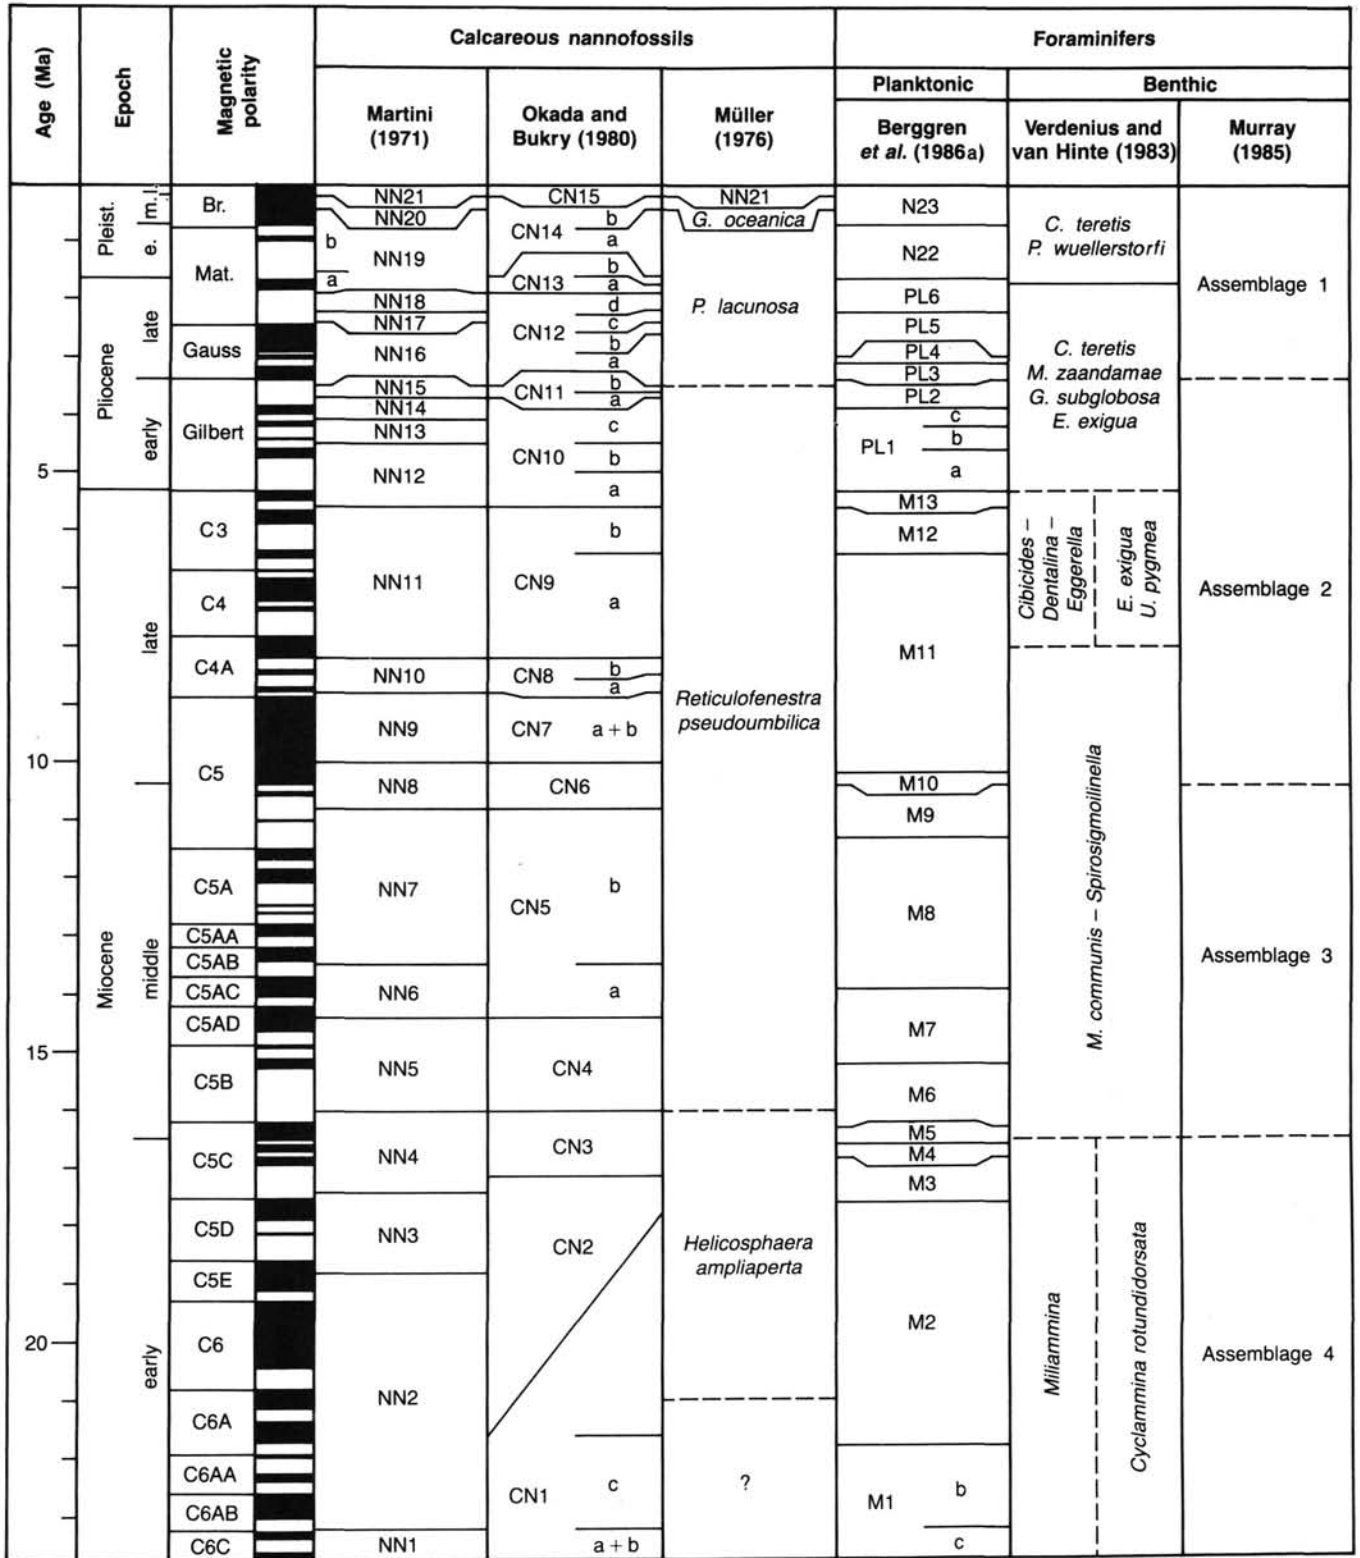 Age (Ma)
Epoch
Magnetic
polarity
Calcareous nannofossils
Foraminifers
Martini
(1971)
Okada and
Bukry (1980)
Müller
(1976)
Planktonic
Benthic
Berggren
et al. (1986a)
Verdenius and
van Hinte (1983)
Murray
(1985)
5
10
15
20
Pleist.
m.
l.
e.
Pliocene
late
early
Miocene
late
middle
early
Br.
Mat.
Gauss
Gilbert
C3
C4
C4A
C5
C5A
C5AA
C5AB
C5AC
C5AD
C5B
C5C
C5D
C5E
C6
C6A
C6AA
C6AB
C6C
NN21
NN20
b
NN19
a
NN18
NN17
NN16
NN15
NN14
NN13
NN12
NN11
NN10
NN9
NN8
NN7
NN6
NN5
NN4
NN3
NN2
NN1
CN15
CN14
b
a
CN13
b
a
CN12
d
c
b
a
CN11
b
a
CN10
c
b
a
CN9
b
a
CN8
b
a
CN7
a + b
CN6
CN5
b
a
CN4
CN3
CN2
CN1
c
a + b
NN21
G. oceanica
P. lacunosa
Reticulofenestra
pseudoumbilica
Helicosphaera
ampliaperta
?
N23
N22
PL6
PL5
PL4
PL3
PL2
PL1
c
b
a
M13
M12
M11
M10
M9
M8
M7
M6
M5
M4
M3
M2
M1
b
c
C. teretis
P. wuellerstorfi
C. teretis
M. zaandamae
G. subglobosa
E. exigua
Cibicides –
Dentalina –
Eggerella
E. exigua
U. pygmea
M. communis – Spirosigmoilinella
Miliammina
Cyclammina rotundidorsata
Assemblage 1
Assemblage 2
Assemblage 3
Assemblage 4